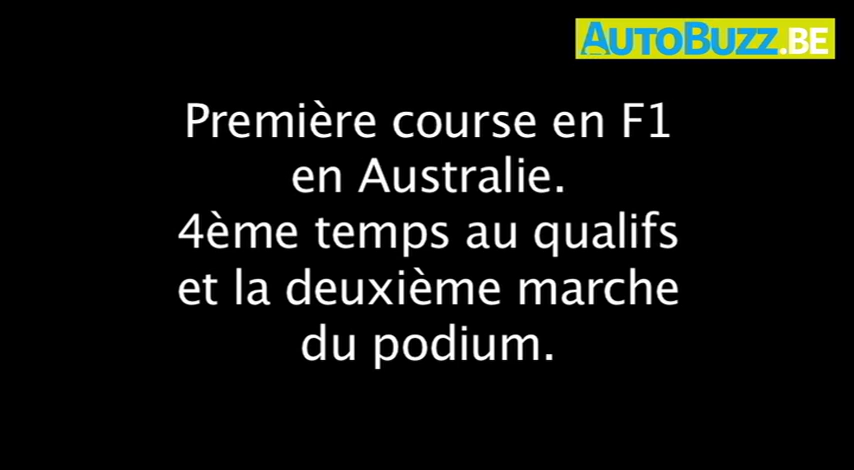 AUTOBUZZ.BE
Première course en F1
en Australie.
4ème temps au qualifs
et la deuxième marche
du podium.